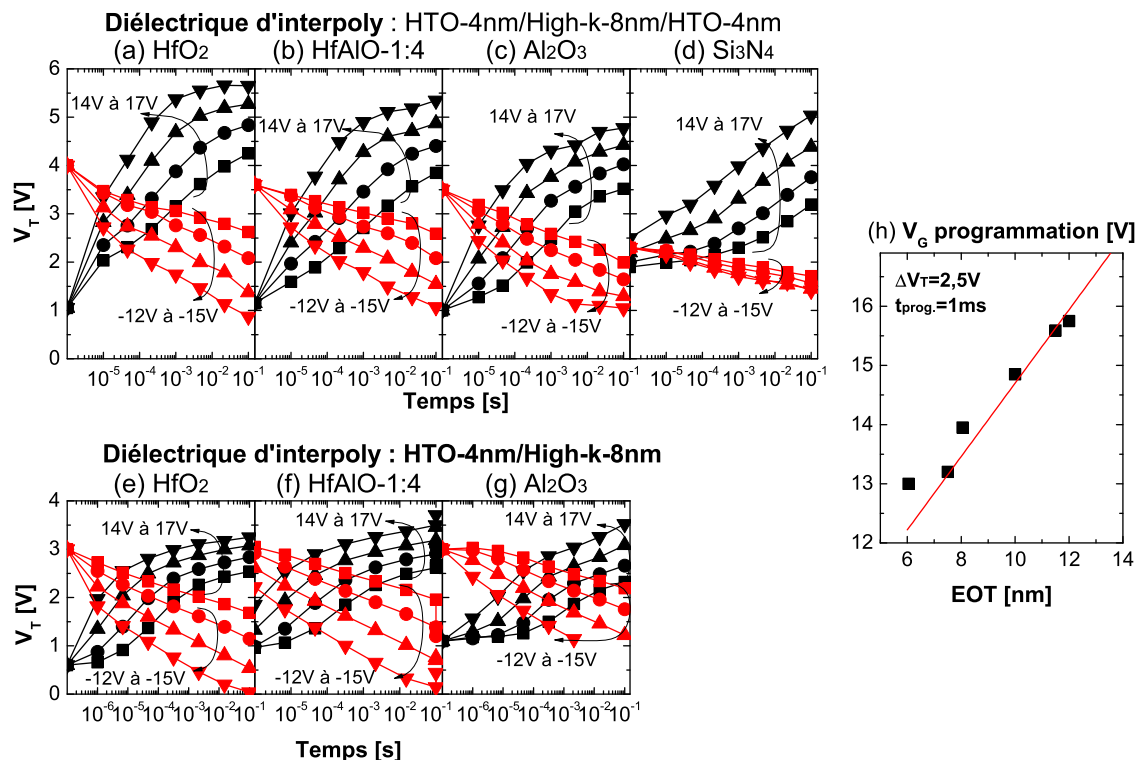 Diélectrique d'interpoly : HTO-4nm/High-k-8nm/HTO-4nm
(a) HfO2 (b) HfAlO-1:4 (c) Al2O3 (d) Si3N4
6
5
4
3
2
1
0
VT [V]
14V à 17V 14V à 17V 14V à 17V 14V à 17V
-12V à -15V -12V à -15V -12V à -15V -12V à -15V
10-5 10-4 10-3 10-2 10-1 10-5 10-4 10-3 10-2 10-1 10-5 10-4 10-3 10-2 10-1 10-5 10-4 10-3 10-2 10-1
Temps [s]
Diélectrique d'interpoly : HTO-4nm/High-k-8nm
(e) HfO2 (f) HfAlO-1:4 (g) Al2O3
4
3
2
1
0
VT [V]
14V à 17V 14V à 17V 14V à 17V
-12V à -15V -12V à -15V -12V à -15V
10-6 10-5 10-4 10-3 10-2 10-1 10-6 10-5 10-4 10-3 10-2 10-1 10-6 10-5 10-4 10-3 10-2 10-1
Temps [s]
(h) VG programmation [V]
ΔVT=2,5V
tprog.=1ms
16
15
14
13
12
6 8 10 12 14
EOT [nm]